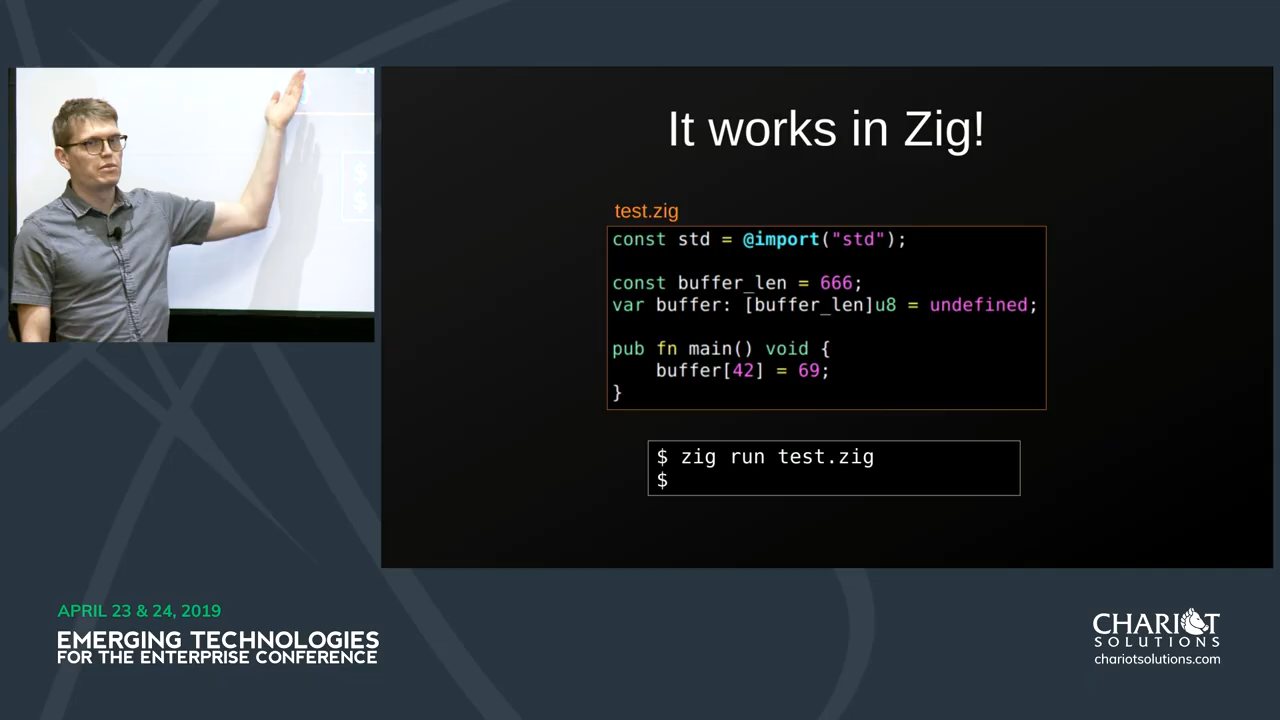 It works in Zig!
test.zig
const std = @import("std");
const buffer_len = 666;
var buffer: [buffer_len]u8 = undefined;
pub fn main() void {
buffer[42] = 69;
}
$ zig run test.zig
$
APRIL 23 & 24, 2019
EMERGING TECHNOLOGIES
FOR THE ENTERPRISE CONFERENCE
CHARIOT
SOLUTIONS
chariotsolutions.com